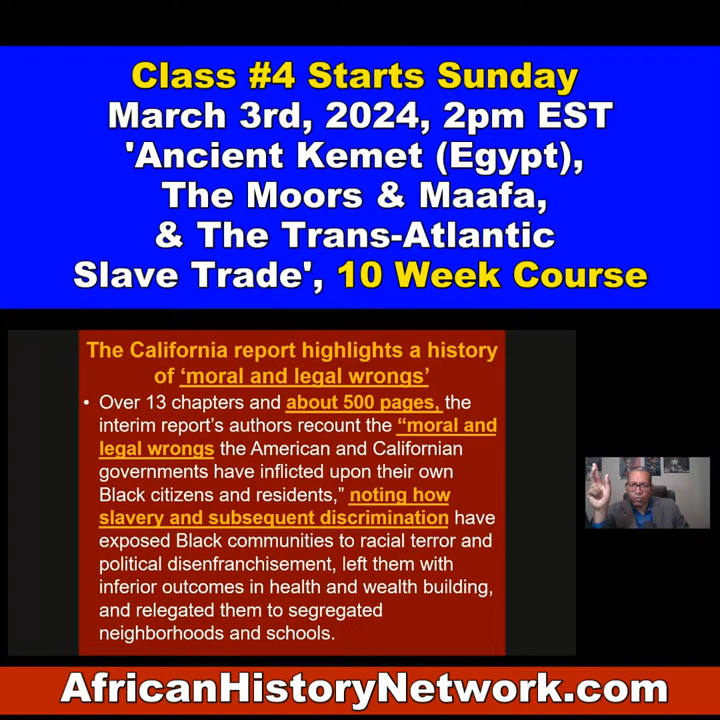 Class #4 Starts Sunday
March 3rd, 2024, 2pm EST
'Ancient Kemet (Egypt),
The Moors & Maafa,
& The Trans-Atlantic
Slave Trade', 10 Week Course
The California report highlights a history
of ‘moral and legal wrongs’
• Over 13 chapters and about 500 pages, the
interim report’s authors recount the “moral and
legal wrongs the American and Californian
governments have inflicted upon their own
Black citizens and residents,” noting how
slavery and subsequent discrimination have
exposed Black communities to racial terror and
political disenfranchisement, left them with
inferior outcomes in health and wealth building,
and relegated them to segregated
neighborhoods and schools.
AfricanHistoryNetwork.com